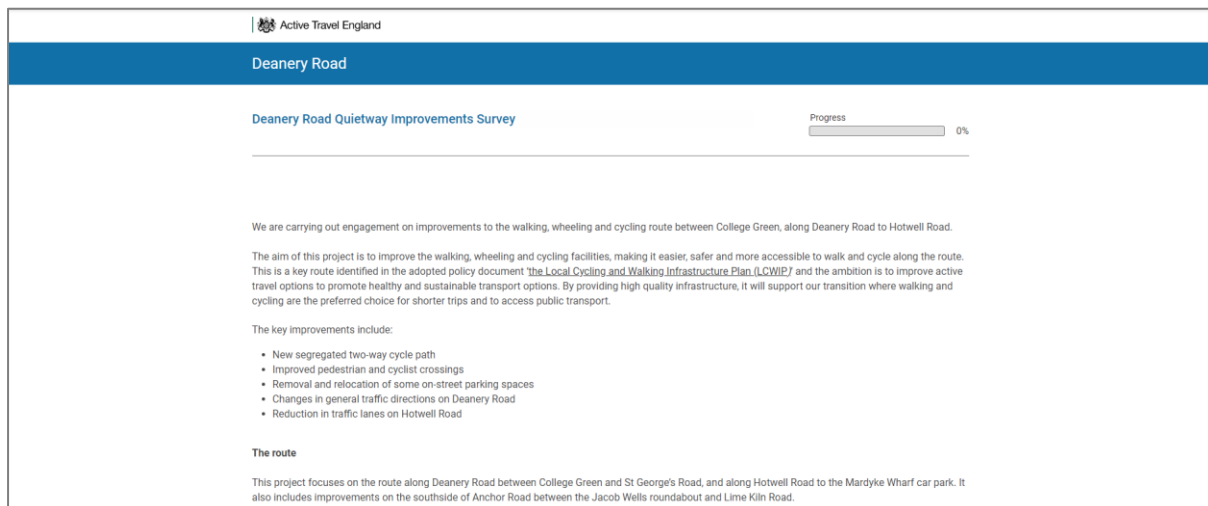 Active Travel England
Deanery Road
Deanery Road Quietway Improvements Survey
Progress
0%
We are carrying out engagement on improvements to the walking, wheeling and cycling route between College Green, along Deanery Road to Hotwell Road.
The aim of this project is to improve the walking, wheeling and cycling facilities, making it easier, safer and more accessible to walk and cycle along the route.
This is a key route identified in the adopted policy document 'the Local Cycling and Walking Infrastructure Plan (LCWIP)' and the ambition is to improve active
travel options to promote healthy and sustainable transport options. By providing high quality infrastructure, it will support our transition where walking and
cycling are the preferred choice for shorter trips and to access public transport.
The key improvements include:
• New segregated two-way cycle path
• Improved pedestrian and cyclist crossings
• Removal and relocation of some on-street parking spaces
• Changes in general traffic directions on Deanery Road
• Reduction in traffic lanes on Hotwell Road
The route
This project focuses on the route along Deanery Road between College Green and St George's Road, and along Hotwell Road to the Mardyke Wharf car park. It
also includes improvements on the southside of Anchor Road between the Jacob Wells roundabout and Lime Kiln Road.